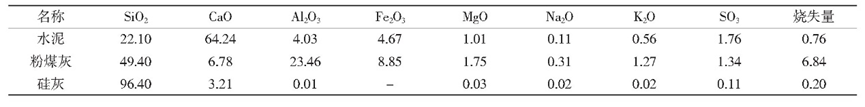 名称 SiO2 CaO Al2O3 Fe2O3 MgO Na2O K2O SO3 烧失量
水泥 22.10 64.24 4.03 4.67 1.01 0.11 0.56 1.76 0.76
粉煤灰 49.40 6.78 23.46 8.85 1.75 0.31 1.27 1.34 6.84
硅灰 96.40 3.21 0.01 - 0.03 0.02 0.02 0.11 0.20